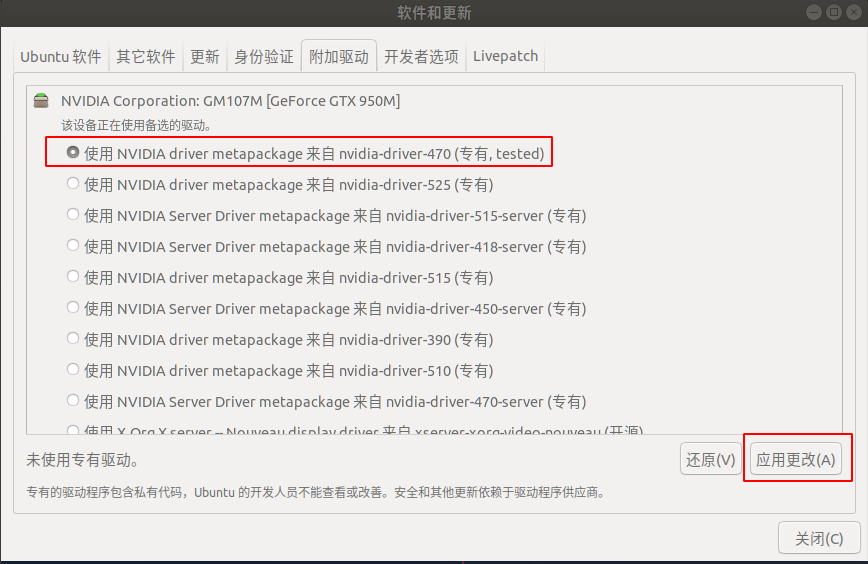 软件和更新
Ubuntu 软件 其它软件 更新 身份验证 附加驱动 开发者选项 Livepatch
NVIDIA Corporation: GM107M [GeForce GTX 950M]
该设备正在使用备选的驱动。
使用 NVIDIA driver metapackage 来自 nvidia-driver-470 (专有, tested)
使用 NVIDIA driver metapackage 来自 nvidia-driver-525 (专有)
使用 NVIDIA Server Driver metapackage 来自 nvidia-driver-515-server (专有)
使用 NVIDIA Server Driver metapackage 来自 nvidia-driver-418-server (专有)
使用 NVIDIA driver metapackage 来自 nvidia-driver-515 (专有)
使用 NVIDIA Server Driver metapackage 来自 nvidia-driver-450-server (专有)
使用 NVIDIA driver metapackage 来自 nvidia-driver-390 (专有)
使用 NVIDIA driver metapackage 来自 nvidia-driver-510 (专有)
使用 NVIDIA Server Driver metapackage 来自 nvidia-driver-470-server (专有)
使用 X.Org X server -- Nouveau display driver 来自 xserver-xorg-video-nouveau (开源)
未使用专有驱动。 还原(V) 应用更改(A)
专有的驱动程序包含私有代码，Ubuntu 的开发人员不能查看或改善。安全和其他更新依赖于驱动程序供应商。
关闭(C)